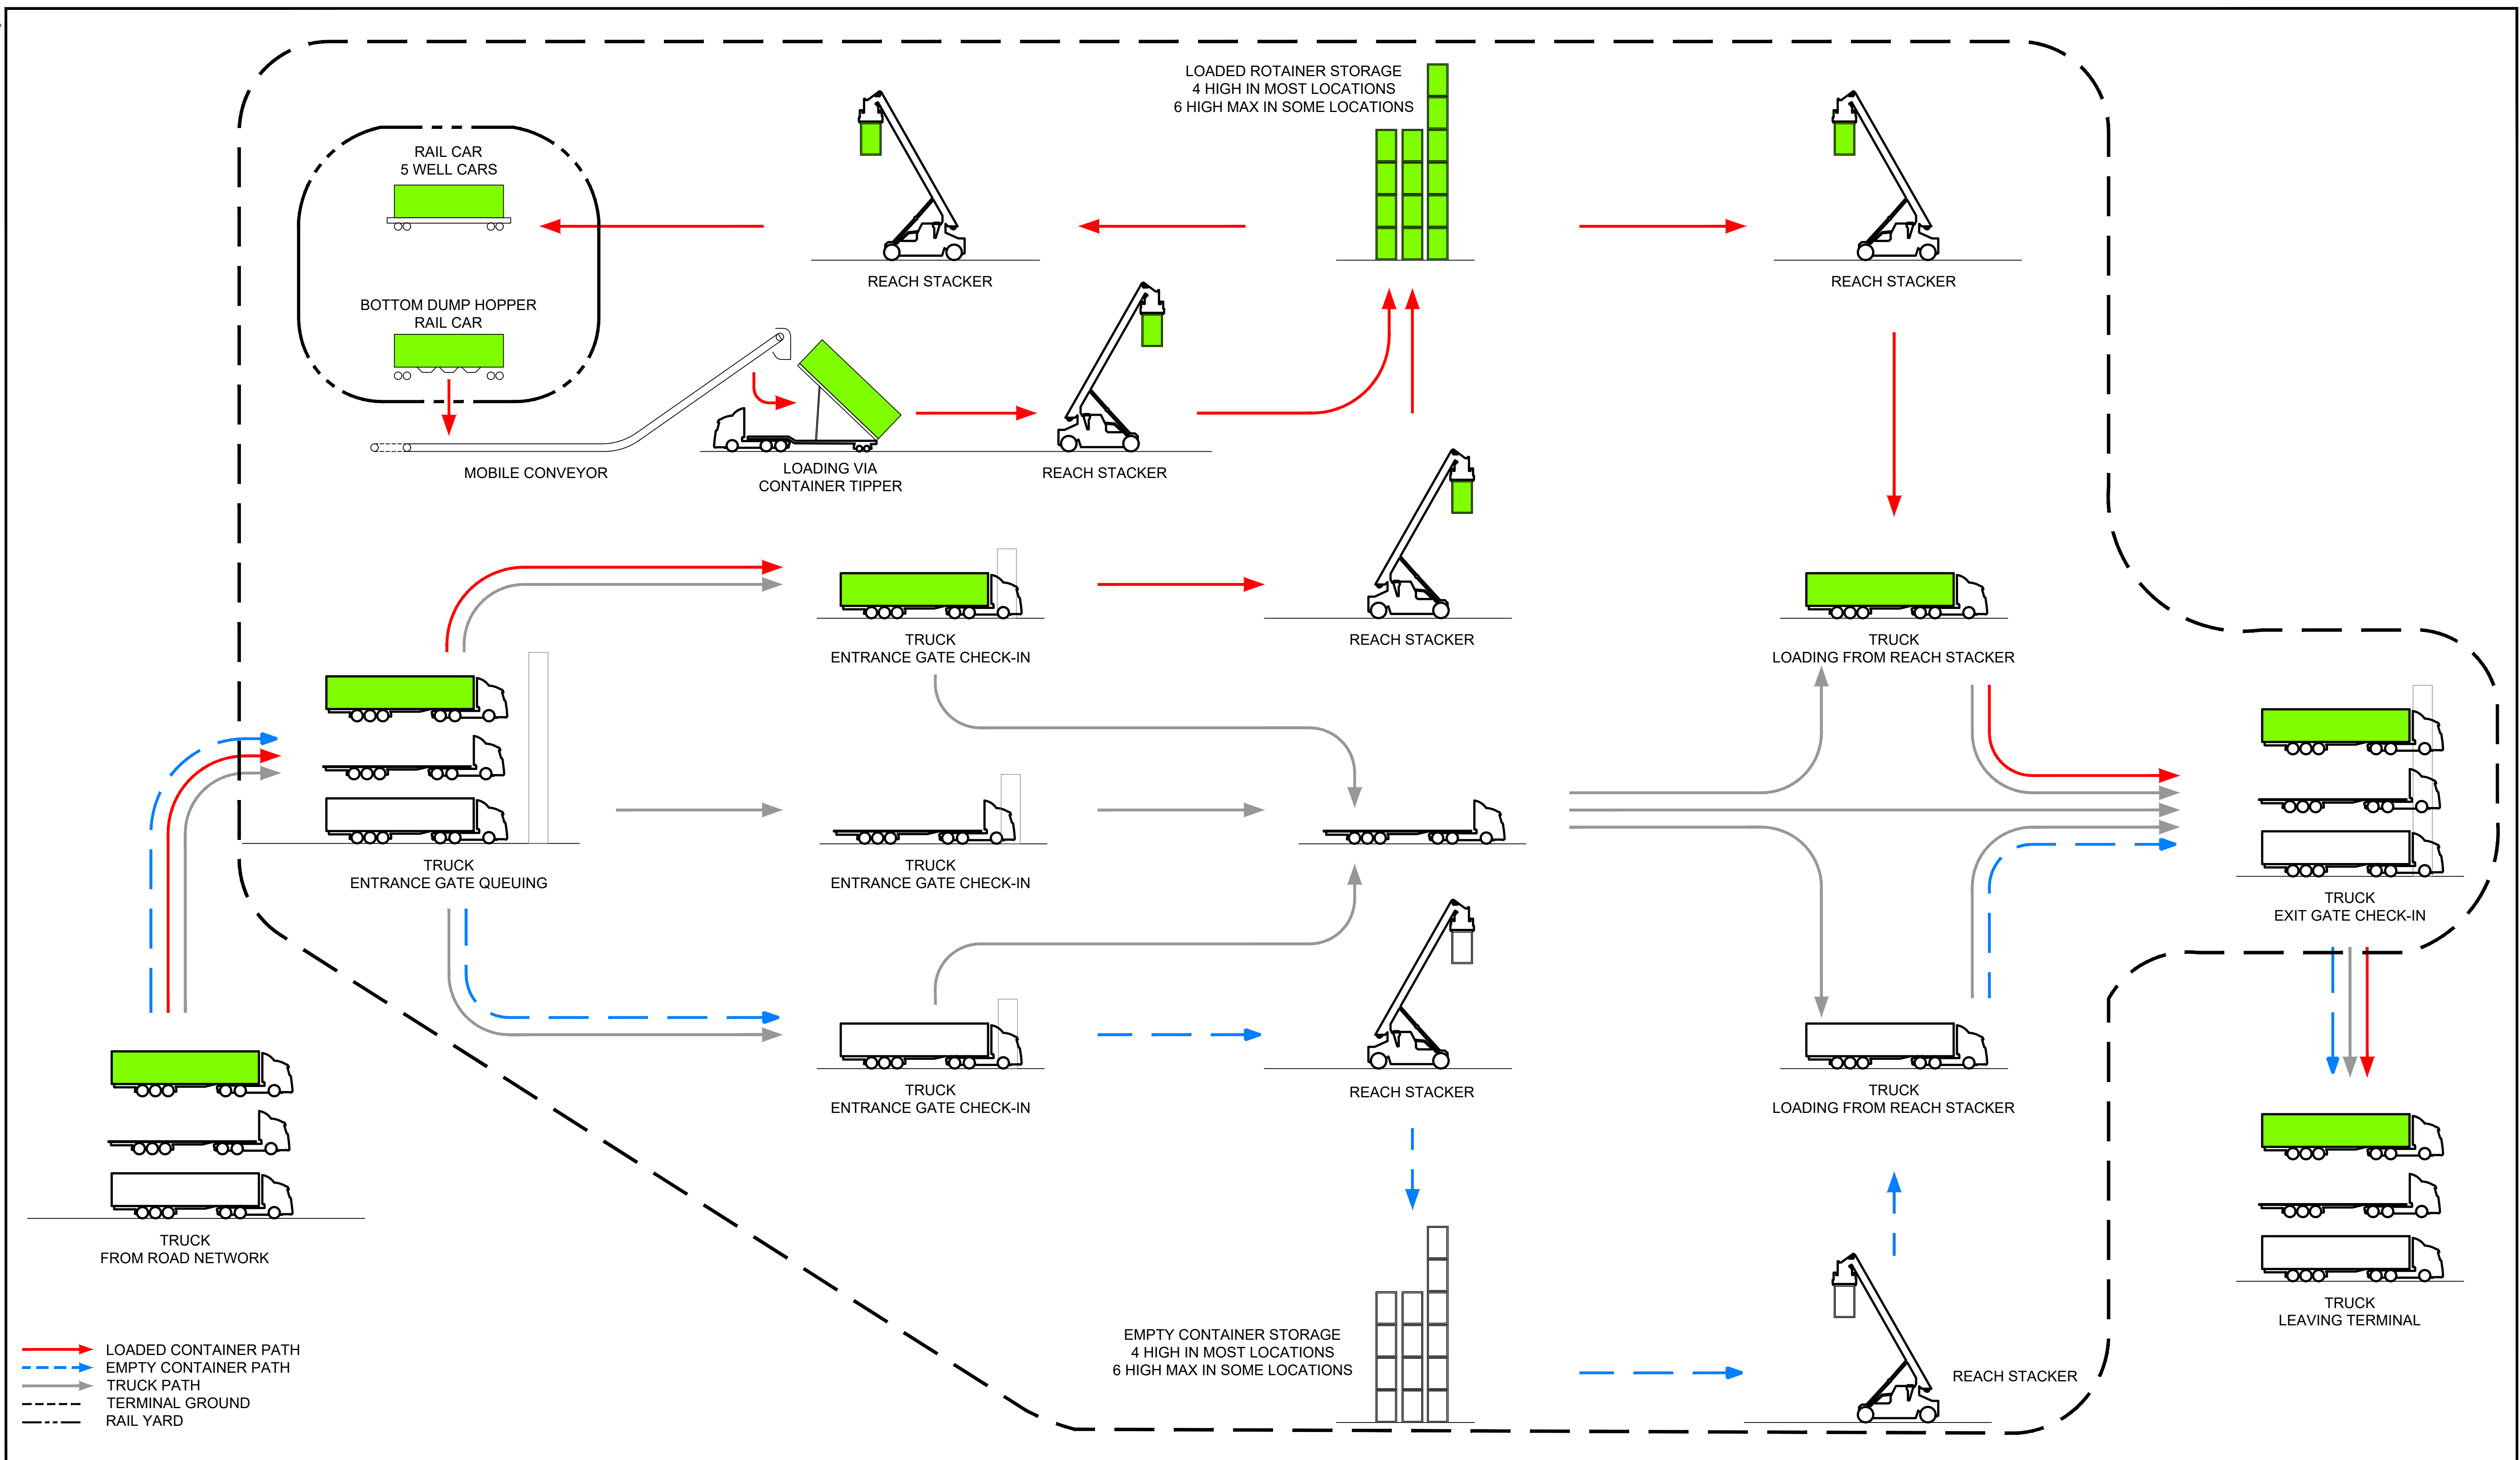 LOADED ROTAINER STORAGE
4 HIGH IN MOST LOCATIONS
6 HIGH MAX IN SOME LOCATIONS
RAIL CAR
5 WELL CARS
REACH STACKER
REACH STACKER
BOTTOM DUMP HOPPER
RAIL CAR
MOBILE CONVEYOR
LOADING VIA
CONTAINER TIPPER
REACH STACKER
TRUCK
ENTRANCE GATE CHECK-IN
REACH STACKER
TRUCK
LOADING FROM REACH STACKER
TRUCK
ENTRANCE GATE QUEUING
TRUCK
ENTRANCE GATE CHECK-IN
TRUCK
EXIT GATE CHECK-IN
TRUCK
ENTRANCE GATE CHECK-IN
REACH STACKER
TRUCK
LOADING FROM REACH STACKER
TRUCK
FROM ROAD NETWORK
TRUCK
LEAVING TERMINAL
EMPTY CONTAINER STORAGE
4 HIGH IN MOST LOCATIONS
6 HIGH MAX IN SOME LOCATIONS
REACH STACKER
LOADED CONTAINER PATH
EMPTY CONTAINER PATH
TRUCK PATH
TERMINAL GROUND
RAIL YARD